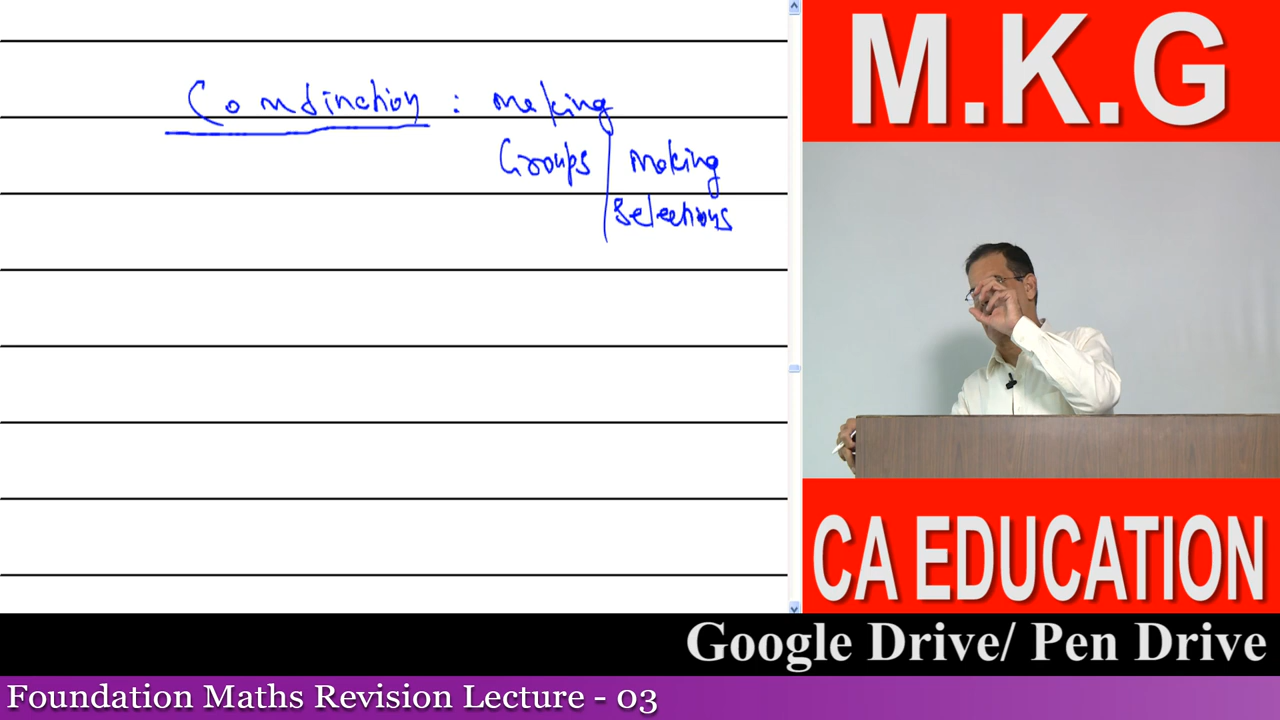 Combination : making
Groups | making
selections
M.K.G
CA EDUCATION
Google Drive/ Pen Drive
Foundation Maths Revision Lecture - 03